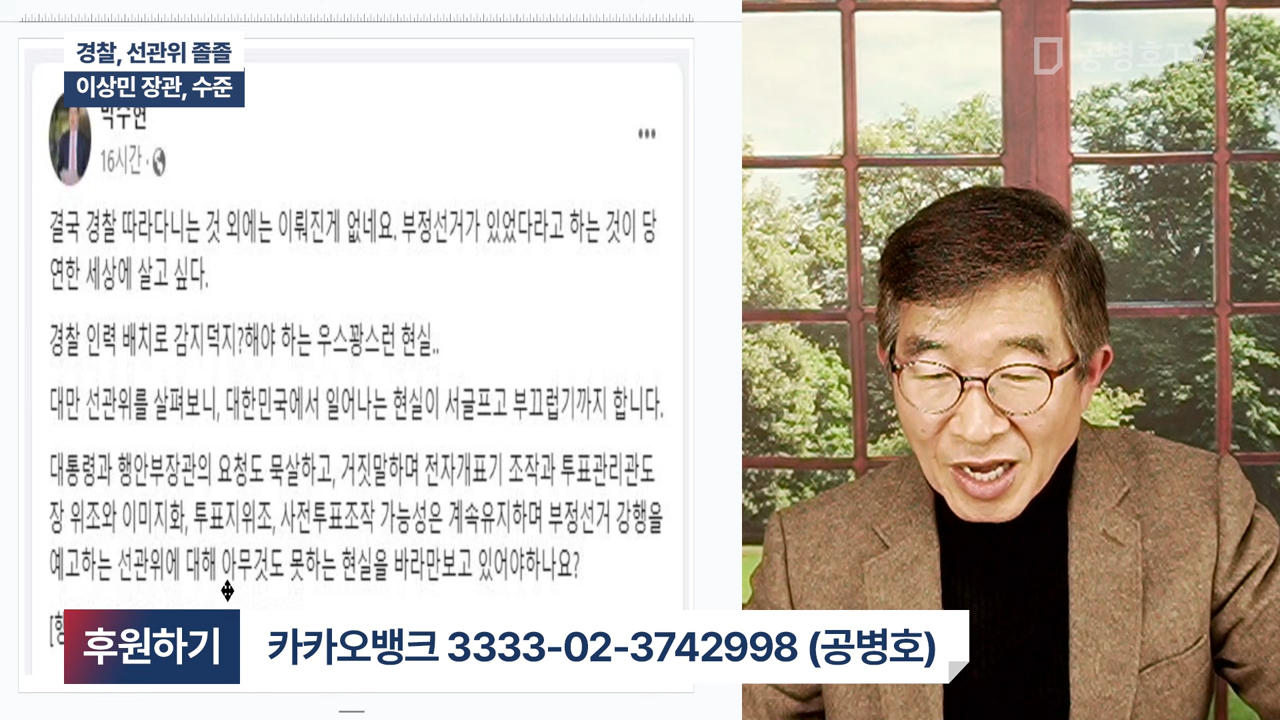 경찰, 선관위 졸졸
이상민 장관, 수준
박수현
16시간 ·
결국 경찰 따라다니는 것 외에는 이뤄진게 없네요. 부정선거가 있었다라고 하는 것이 당
연한 세상에 살고 싶다.
경찰 인력 배치로 감지덕지?해야 하는 우스꽝스런 현실..
대만 선관위를 살펴보니, 대한민국에서 일어나는 현실이 서글프고 부끄럽기까지 합니다.
대통령과 행안부장관의 요청도 묵살하고, 거짓말하며 전자개표기 조작과 투표관리관도
장 위조와 이미지화, 투표지위조, 사전투표조작 가능성은 계속유지하며 부정선거 강행을
예고하는 선관위에 대해 아무것도 못하는 현실을 바라만보고 있어야하나요?
후원하기
카카오뱅크 3333-02-3742998 (공병호)
공병호TV